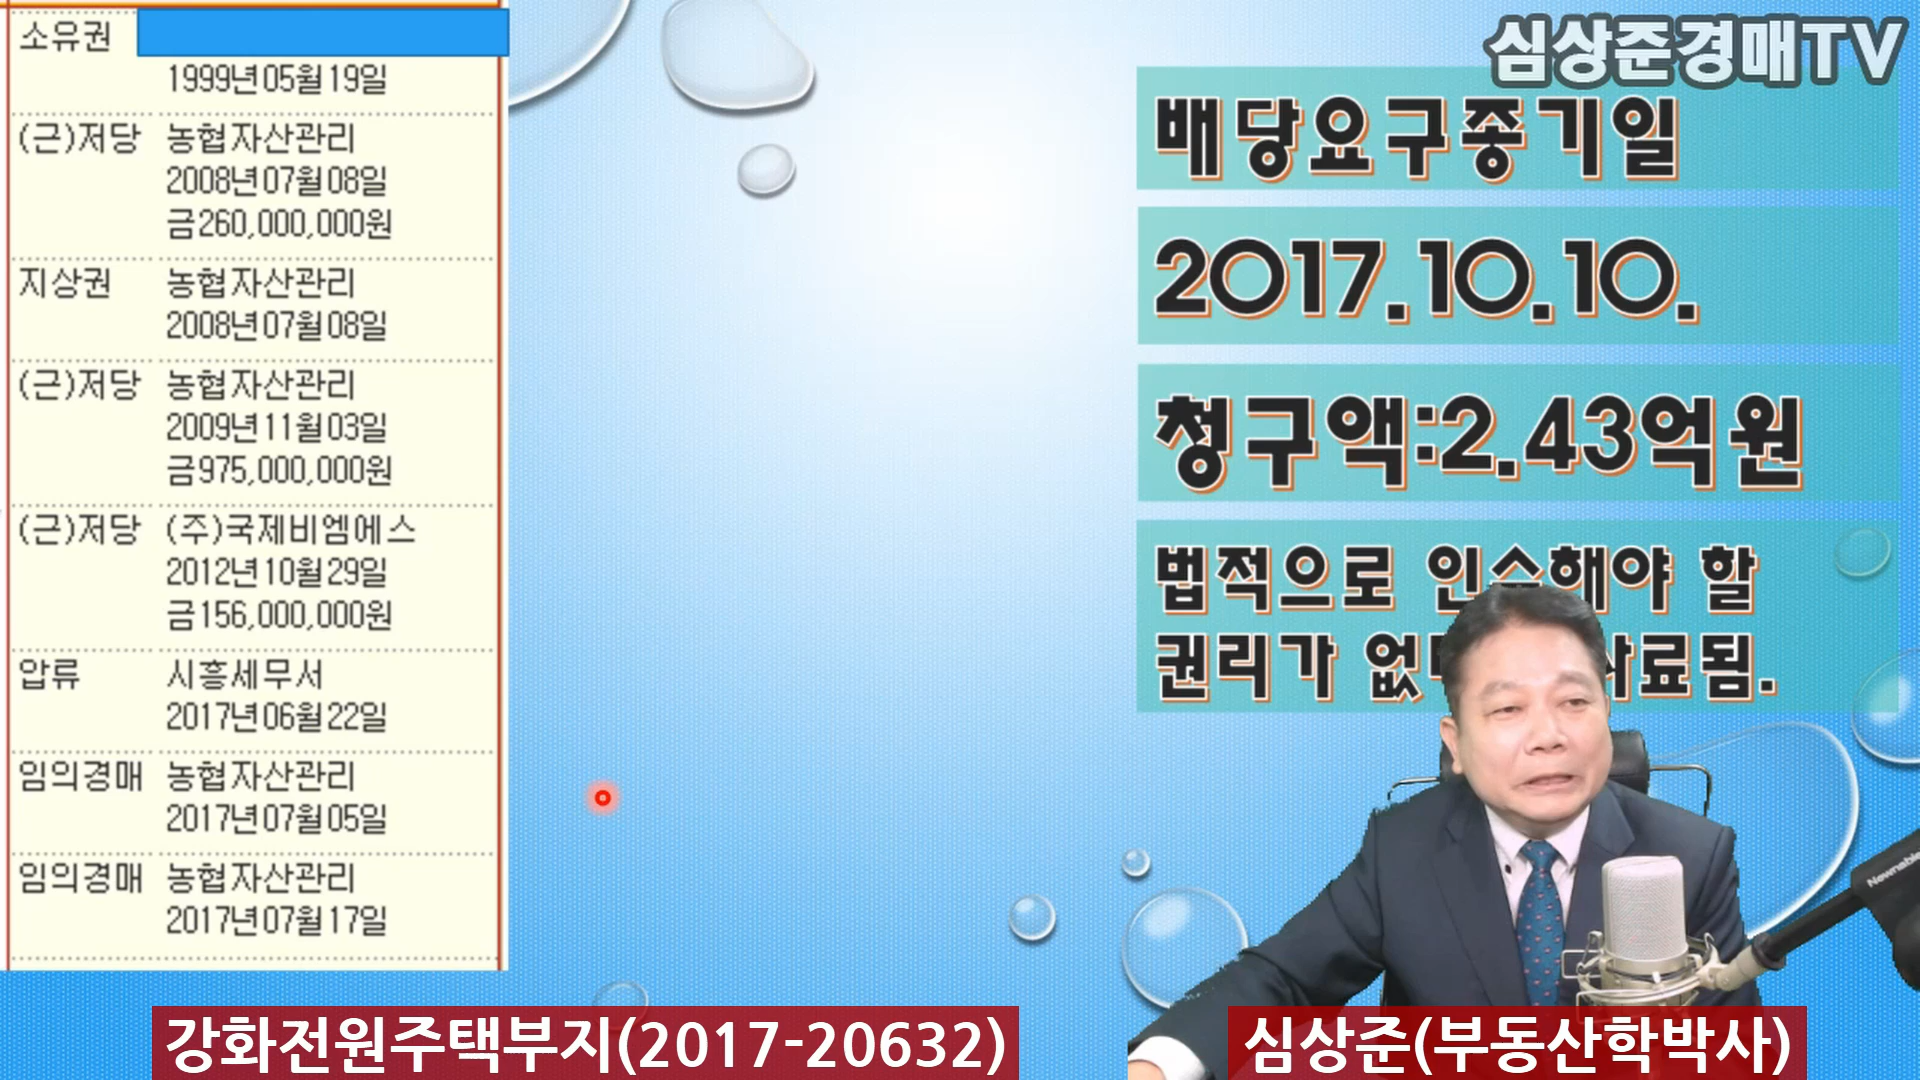 소유권
1999년05월19일
(근)저당 농협자산관리
2008년07월08일
금260,000,000원
지상권 농협자산관리
2008년07월08일
(근)저당 농협자산관리
2009년11월03일
금975,000,000원
(근)저당 (주)국제비엠에스
2012년10월29일
금156,000,000원
압류 시흥세무서
2017년06월22일
임의경매 농협자산관리
2017년07월05일
임의경매 농협자산관리
2017년07월17일
심상준경매TV
배당요구종기일
2017.10.10.
청구액:2.43억원
법적으로 인수해야 할
권리가
강화전원주택부지(2017-20632)
심상준(부동산학박사)